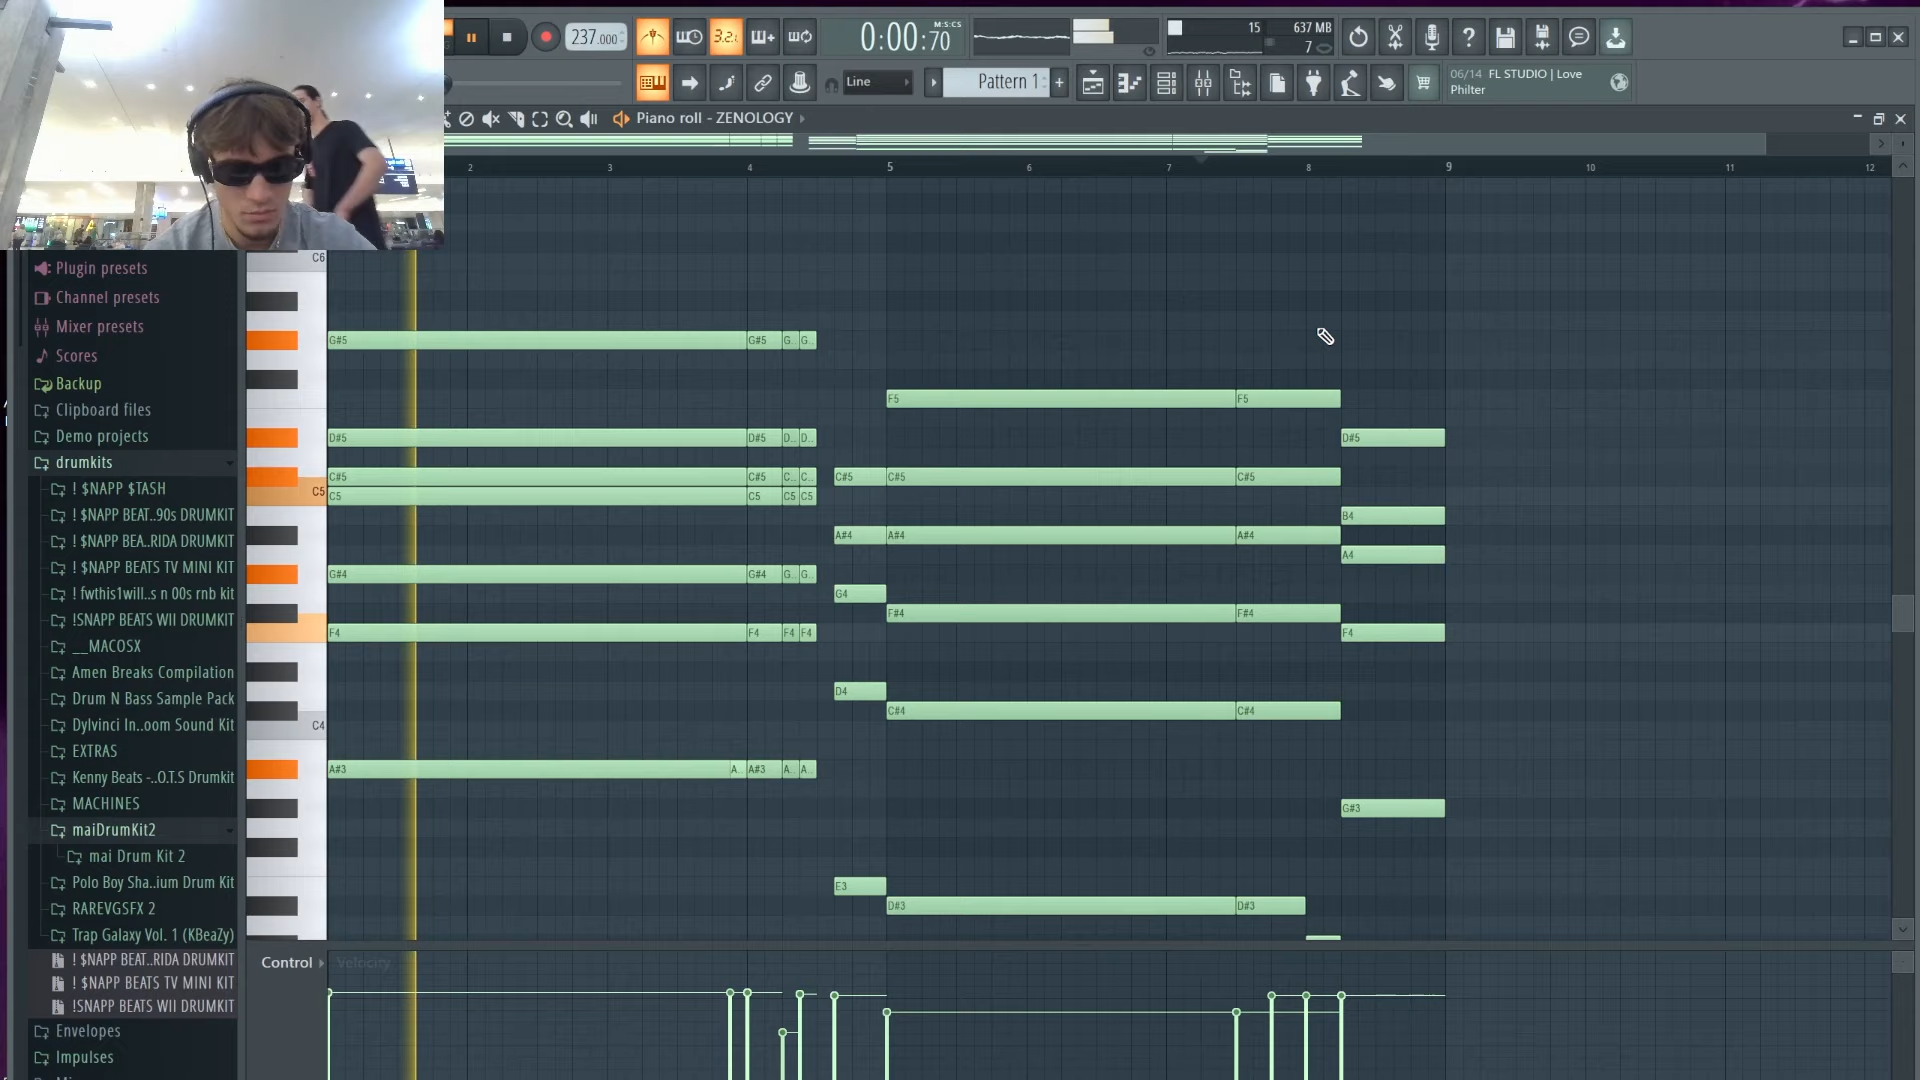 237.000
3.2.
0:00:70
M:S:CS
15
637 MB
7
Line
Pattern 1
06/14 FL STUDIO | Love
Philter
Piano roll - ZENOLOGY
2 3 4 5 6 7 8 9 10 11 12
Plugin presets
Channel presets
Mixer presets
Scores
Backup
Clipboard files
Demo projects
drumkits
! $NAPP $TASH
! $NAPP BEAT..90s DRUMKIT
! $NAPP BEA..RIDA DRUMKIT
! $NAPP BEATS TV MINI KIT
! fwthis1will..s n 00s rnb kit
!SNAPP BEATS WII DRUMKIT
__MACOSX
Amen Breaks Compilation
Drum N Bass Sample Pack
Dylvinci In..oom Sound Kit
EXTRAS
Kenny Beats -..O.T.S Drumkit
MACHINES
maiDrumKit2
mai Drum Kit 2
Polo Boy Sha..ium Drum Kit
RAREVGSFX 2
Trap Galaxy Vol. 1 (KBeaZy)
! $NAPP BEAT..RIDA DRUMKIT
! $NAPP BEATS TV MINI KIT
!SNAPP BEATS WII DRUMKIT
Envelopes
Impulses
C6
C5
C4
G#5 G#5 G.. G..
F5 F5
D#5 D#5 D.. D.. D#5
C#5 C#5 C.. C.. C#5 C#5 C#5
C5 C5 C5 C5
B4
A#4 A#4 A#4
A4
G#4 G#4 G.. G..
G4
F#4 F#4
F4 F4 F4 F4 F4
D4
C#4 C#4
A#3 A.. A#3 A.. A..
G#3
E3
D#3 D#3
Control
Velocity